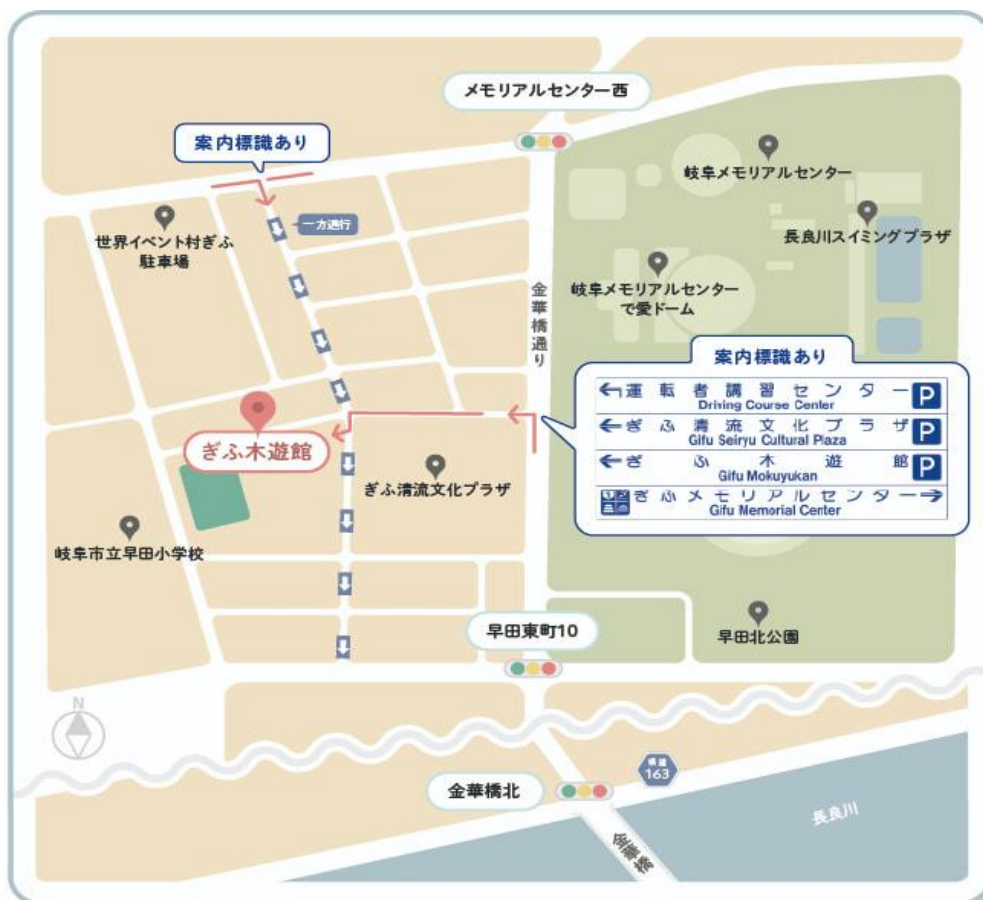 メモリアルセンター西
案内標識あり
一方通行
岐阜メモリアルセンター
世界イベント村ぎふ
駐車場
長良川スイミングプラザ
岐阜メモリアルセンター
で愛ドーム
金華橋通り
案内標識あり
運転者講習センター P
Driving Course Center
ぎふ清流文化プラザ P
Gifu Seiryu Cultural Plaza
ぎふ木遊館 P
Gifu Mokuyukan
ぎふメモリアルセンター
Gifu Memorial Center
ぎふ木遊館
ぎふ清流文化プラザ
岐阜市立早田小学校
早田東町10
早田北公園
N
金華橋北
県道
163
長良川
金華橋